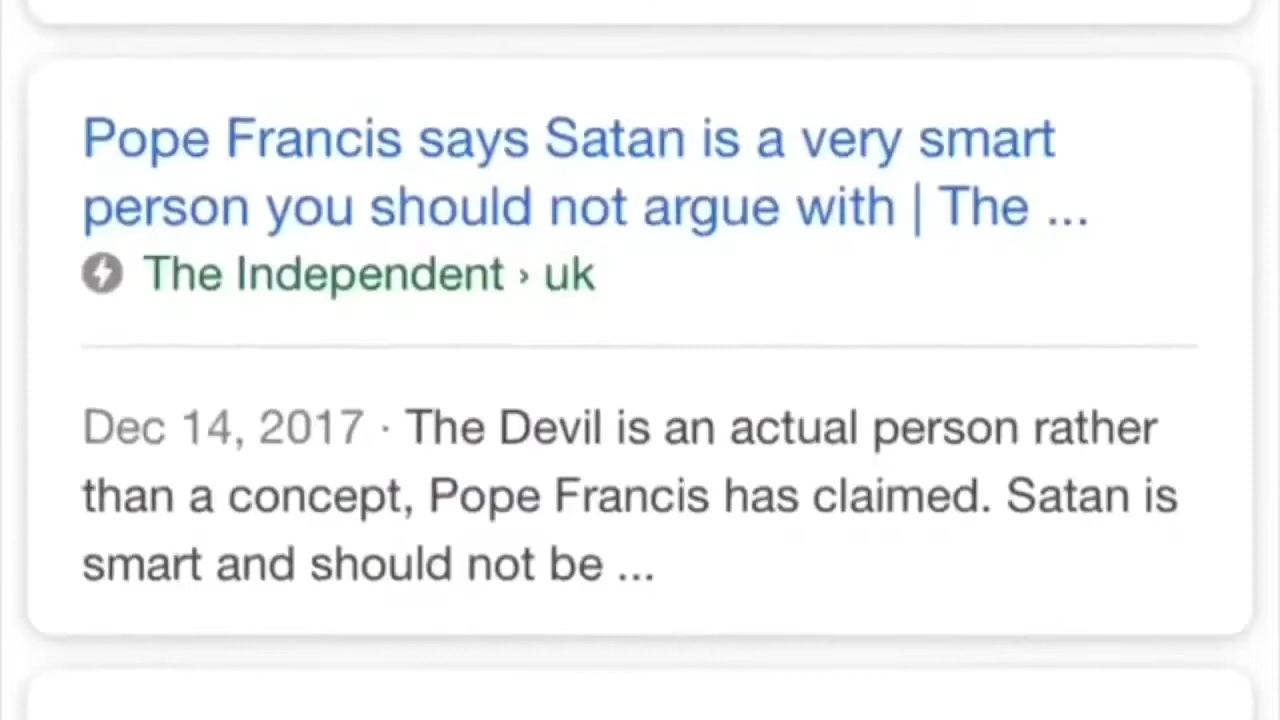 Pope Francis says Satan is a very smart
person you should not argue with | The ...
The Independent › uk
Dec 14, 2017 · The Devil is an actual person rather
than a concept, Pope Francis has claimed. Satan is
smart and should not be ...